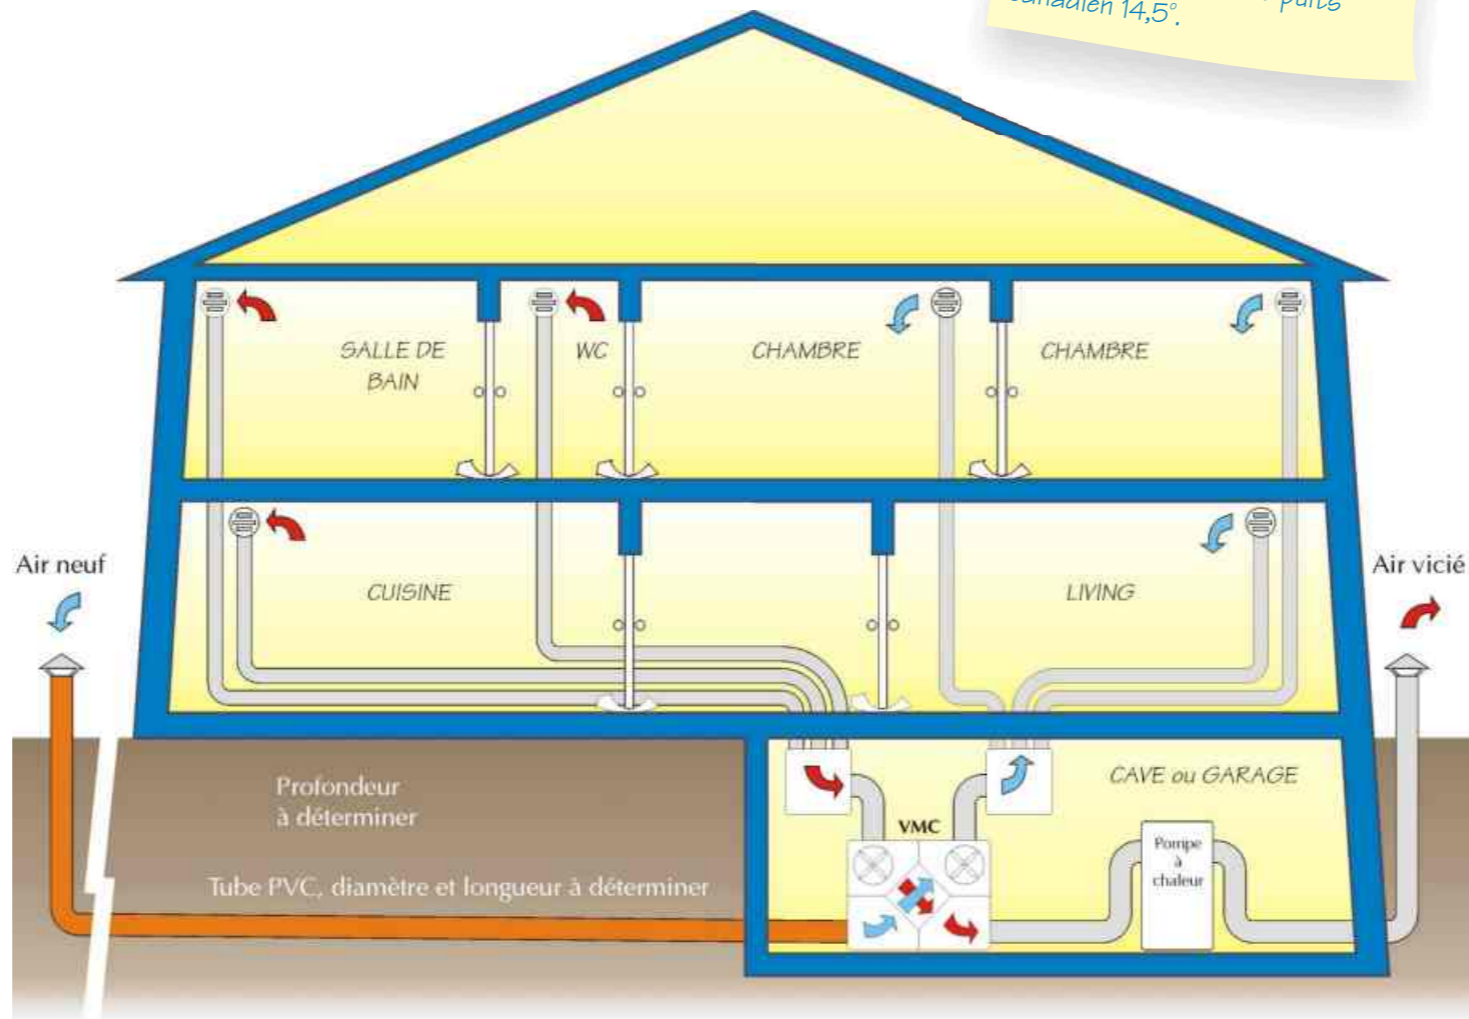 puits
canadien 14,5°.
SALLE DE
BAIN
WC
CHAMBRE
CHAMBRE
Air neuf
CUISINE
LIVING
Air vicié
Profondeur
à déterminer
Tube PVC, diamètre et longueur à déterminer
CAVE ou GARAGE
VMC
Pompe
à
chaleur